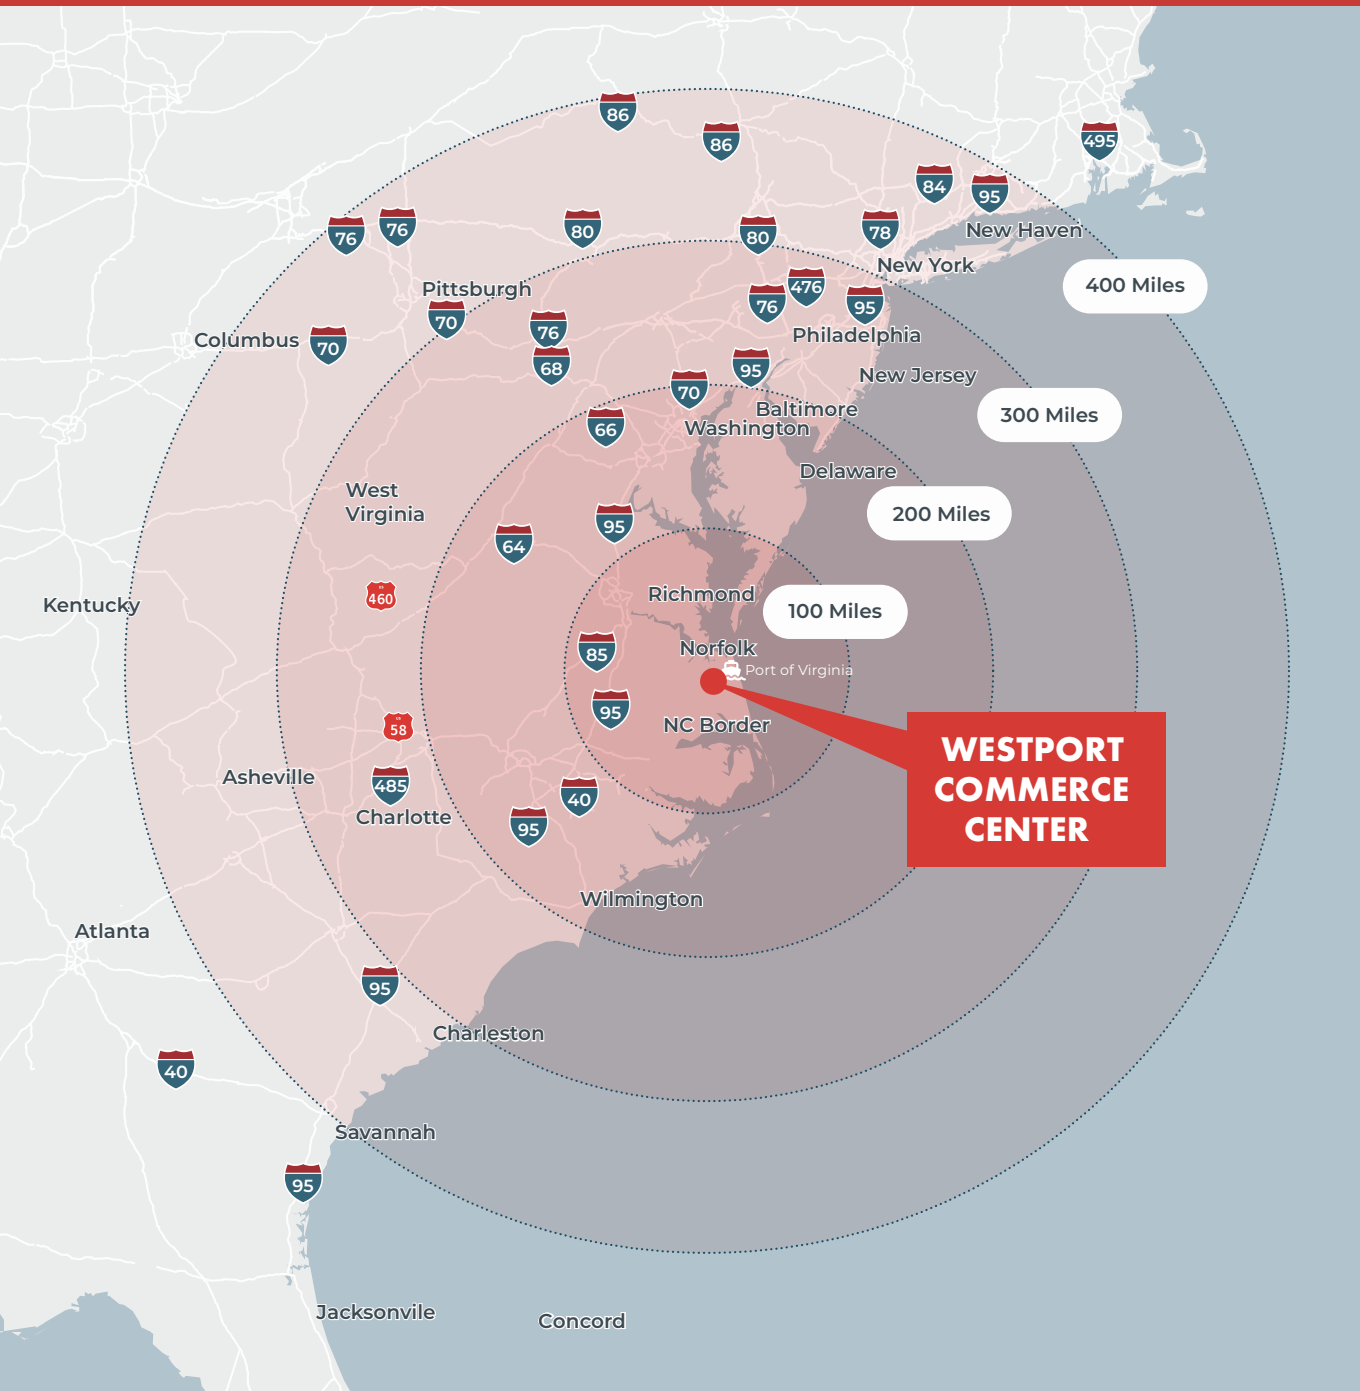 86
86
495
84
95
76
76
80
80
78
New Haven
New York
400 Miles
Pittsburgh
476
76
95
70
76
Philadelphia
Columbus
70
68
95
New Jersey
70
Baltimore
300 Miles
66
Washington
Delaware
West
Virginia
95
200 Miles
64
Richmond
US
460
Kentucky
100 Miles
Norfolk
85
Port of Virginia
95
NC Border
US
58
WESTPORT
COMMERCE
CENTER
Asheville
485
40
Charlotte
95
Wilmington
Atlanta
95
Charleston
40
Savannah
95
Jacksonvile
Concord